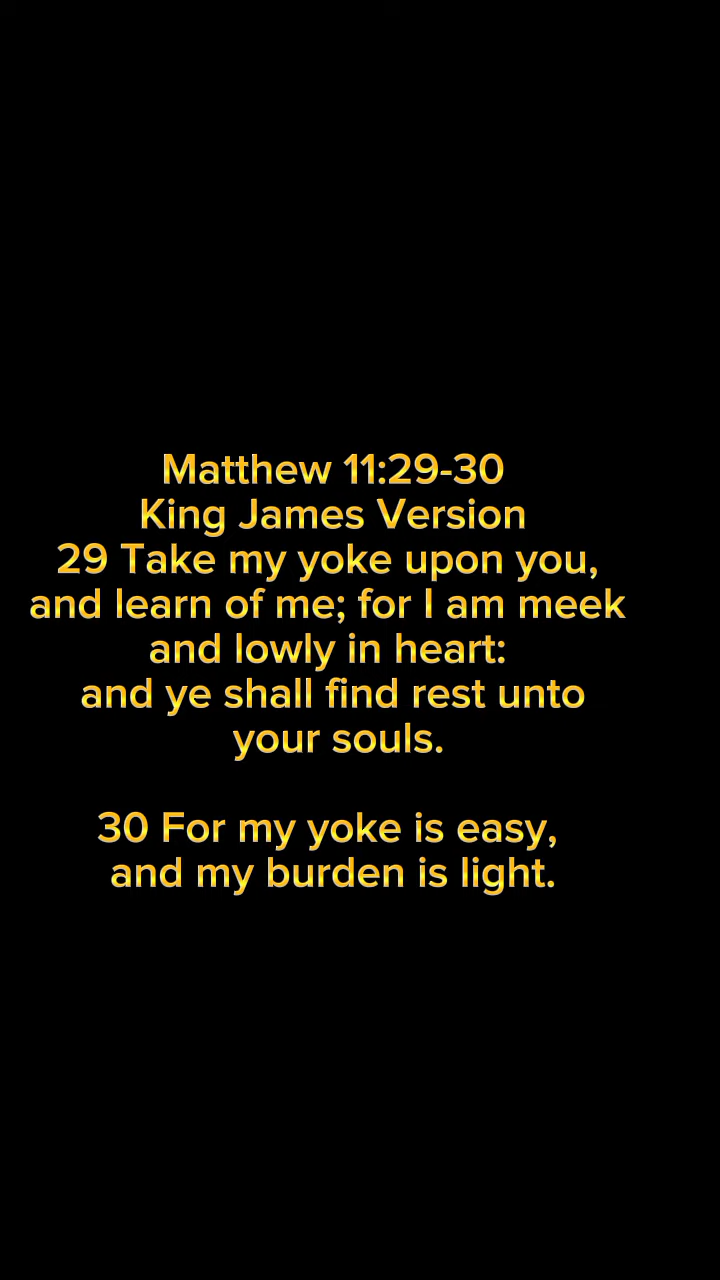 Matthew 11:29-30
King James Version
29 Take my yoke upon you,
and learn of me; for I am meek
and lowly in heart:
and ye shall find rest unto
your souls.
30 For my yoke is easy,
and my burden is light.